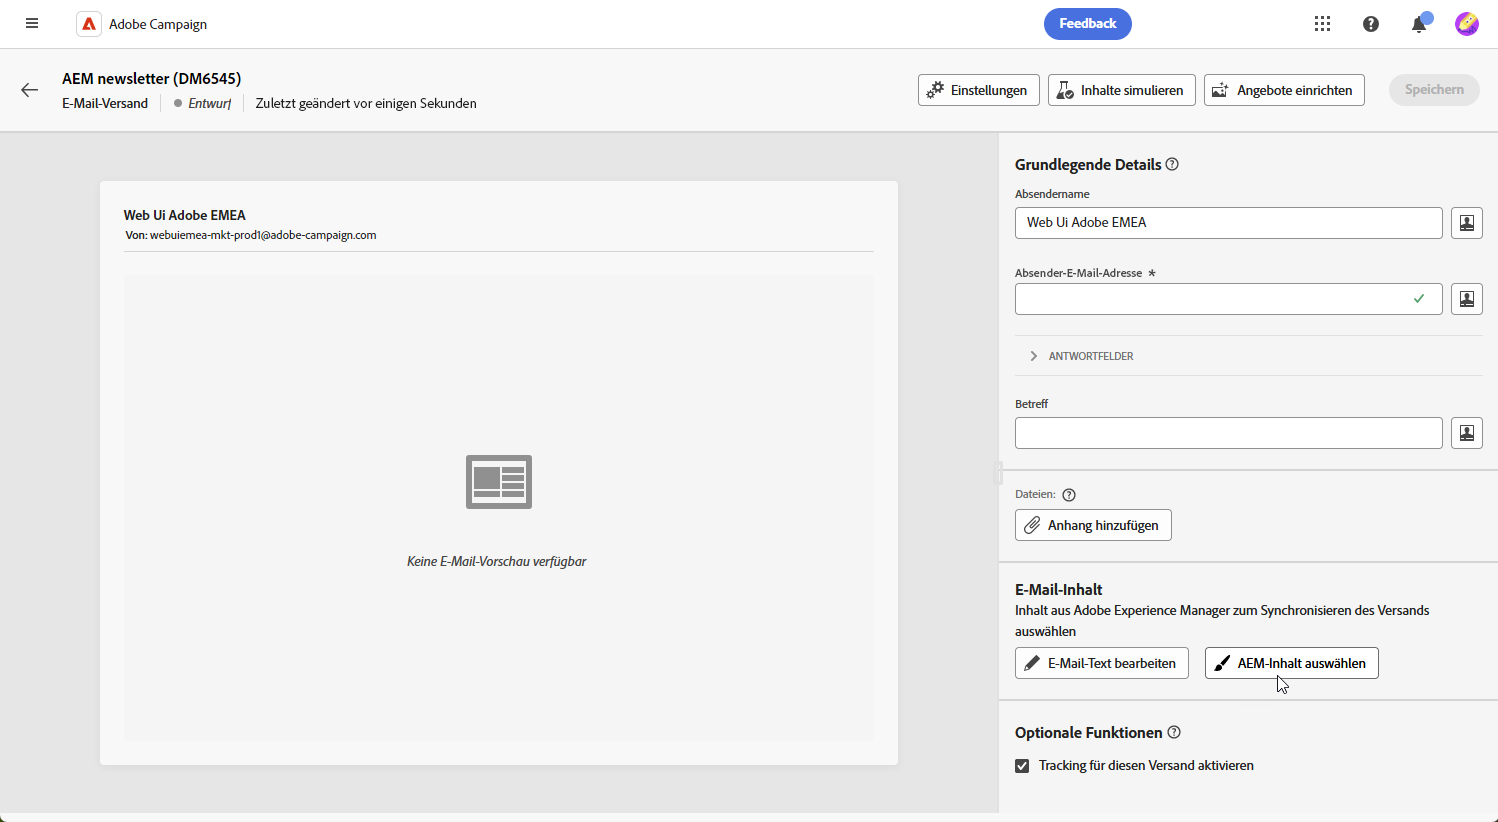 Adobe Campaign
Feedback
AEM newsletter (DM6545)
E-Mail-Versand
Entwurf
Zuletzt geändert vor einigen Sekunden
Einstellungen
Inhalte simulieren
Angebote einrichten
Speichern
Web Ui Adobe EMEA
Von: webuiemea-mkt-prod1@adobe-campaign.com
Keine E-Mail-Vorschau verfügbar
Grundlegende Details
Absendername
Web Ui Adobe EMEA
Absender-E-Mail-Adresse *
ANTWORTFELDER
Betreff
Dateien:
Anhang hinzufügen
E-Mail-Inhalt
Inhalt aus Adobe Experience Manager zum Synchronisieren des Versands
auswählen
E-Mail-Text bearbeiten
AEM-Inhalt auswählen
Optionale Funktionen
Tracking für diesen Versand aktivieren